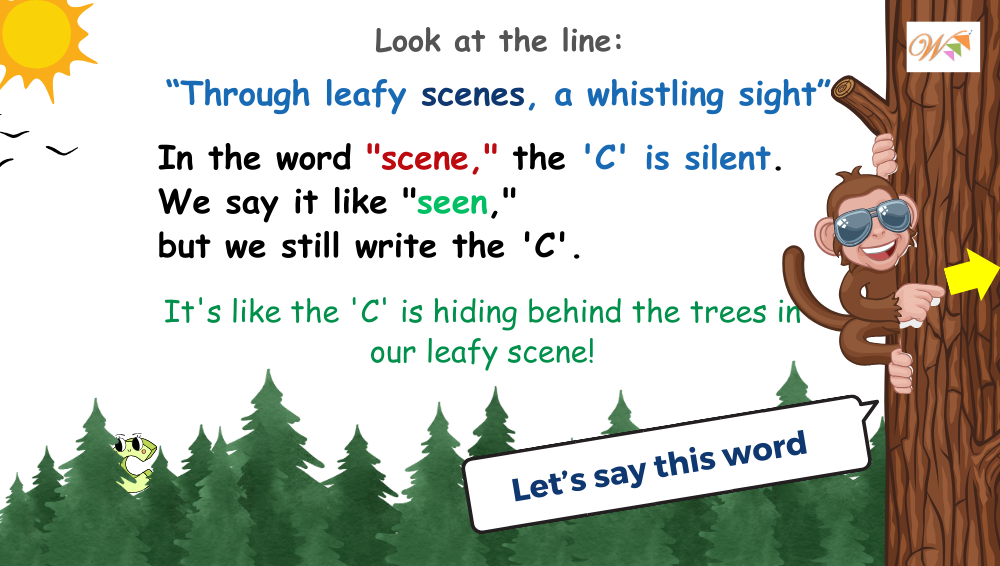 Look at the line:
“Through leafy scenes, a whistling sight”
In the word "scene," the 'C' is silent.
We say it like "seen,"
but we still write the 'C'.
It's like the 'C' is hiding behind the trees in
our leafy scene!
Let’s say this word
W